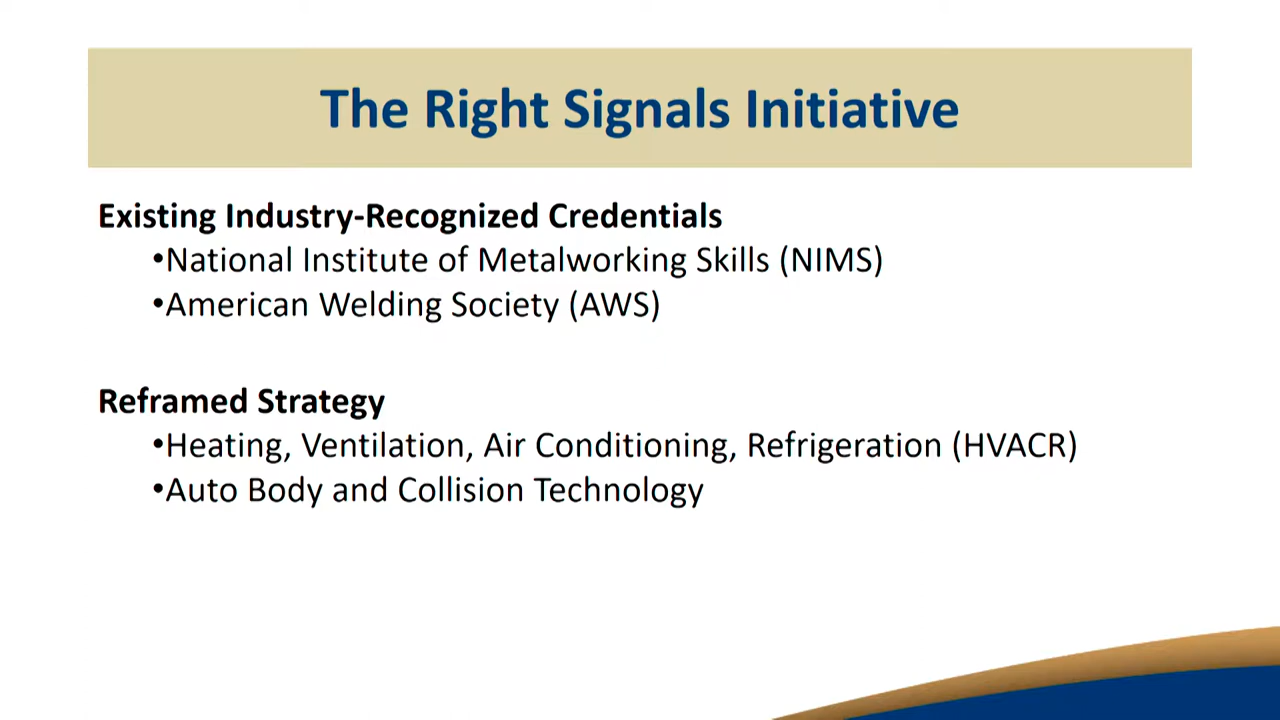 The Right Signals Initiative
Existing Industry-Recognized Credentials
•National Institute of Metalworking Skills (NIMS)
•American Welding Society (AWS)
Reframed Strategy
•Heating, Ventilation, Air Conditioning, Refrigeration (HVACR)
•Auto Body and Collision Technology